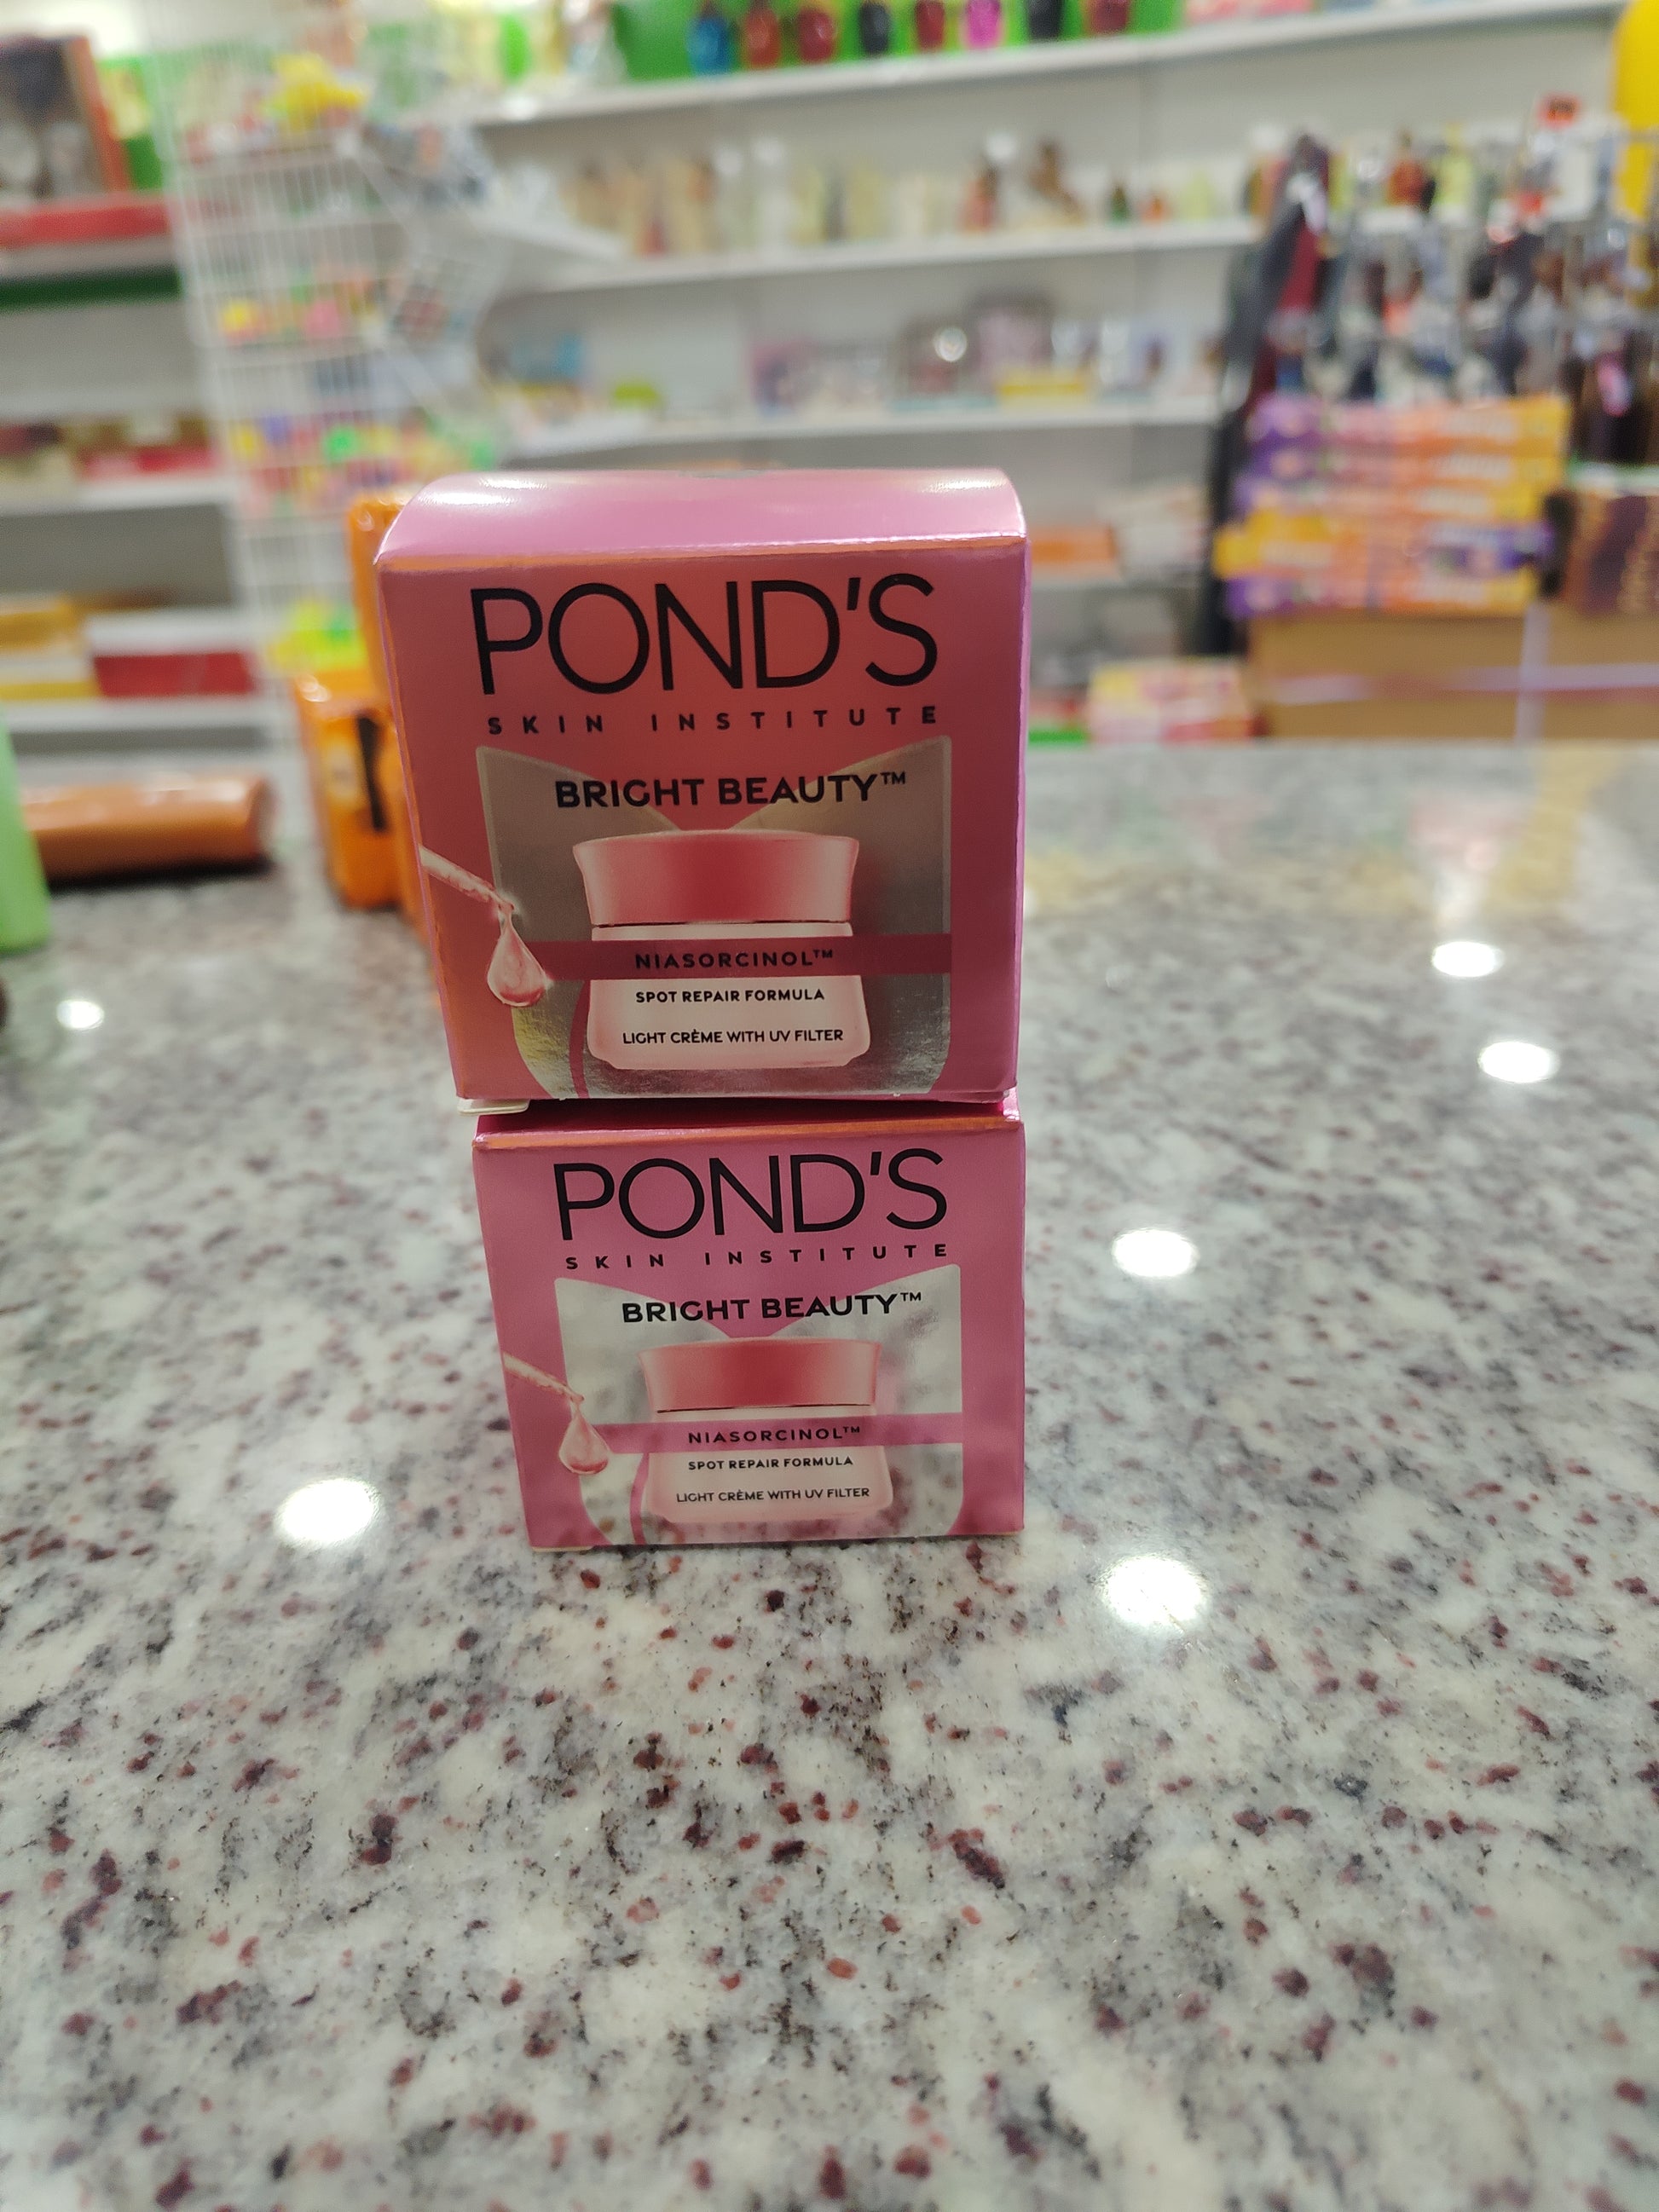 POND'S
SKIN INSTITUTE
BRIGHT BEAUTY™
NIASORCINOL™
SPOT REPAIR FORMULA
LIGHT CRÈME WITH UV FILTER
POND'S
SKIN INSTITUTE
BRIGHT BEAUTY™
NIASORCINOL™
SPOT REPAIR FORMULA
LIGHT CRÈME WITH UV FILTER